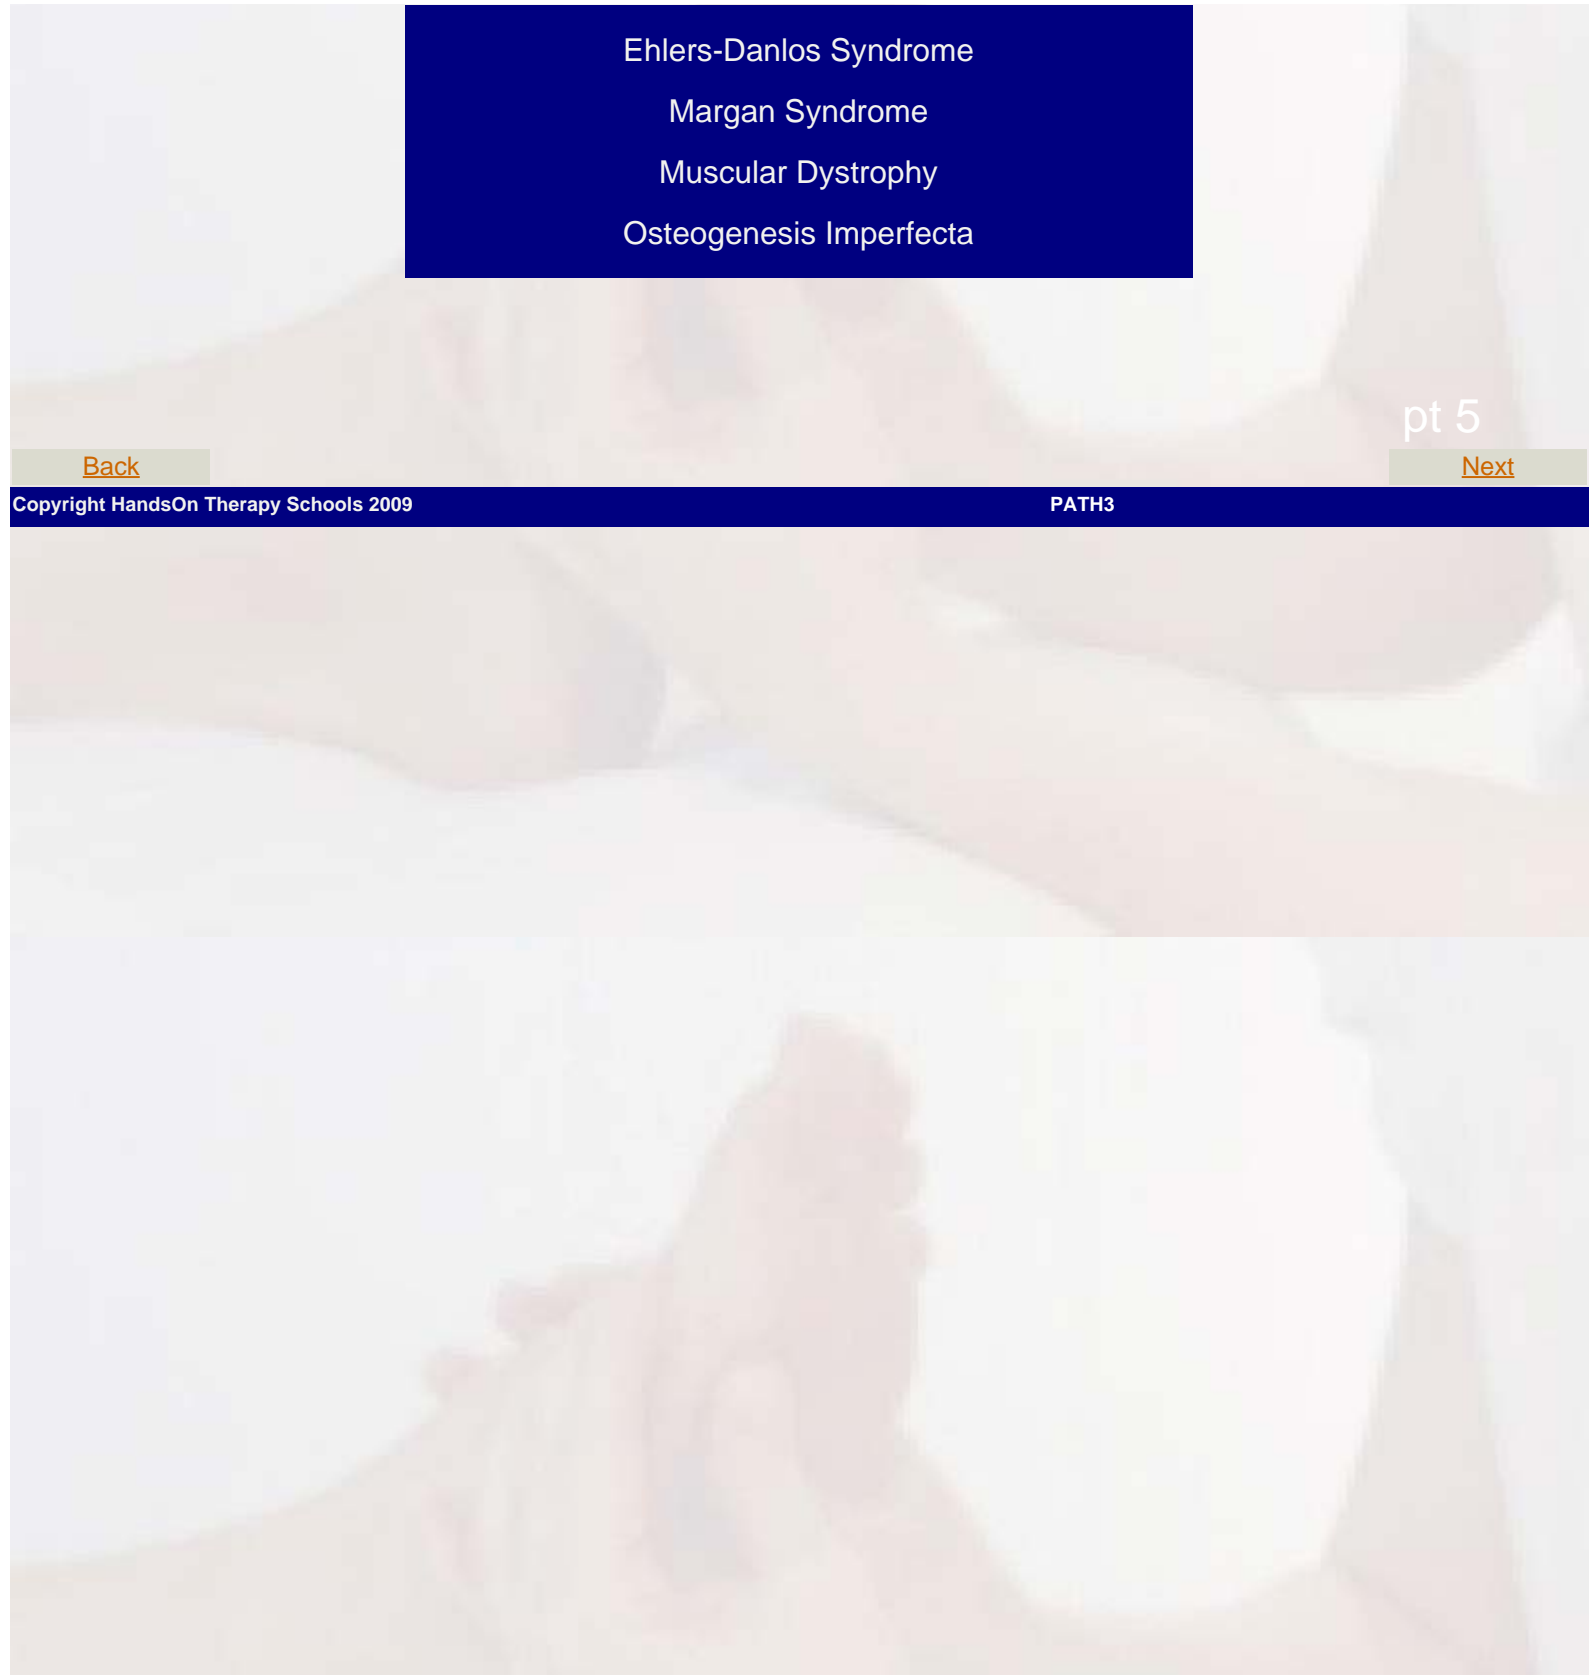 Ehlers-Danlos Syndrome
Margan Syndrome
Muscular Dystrophy
Osteogenesis Imperfecta
pt 5
Back
Next
Copyright HandsOn Therapy Schools 2009 PATH3